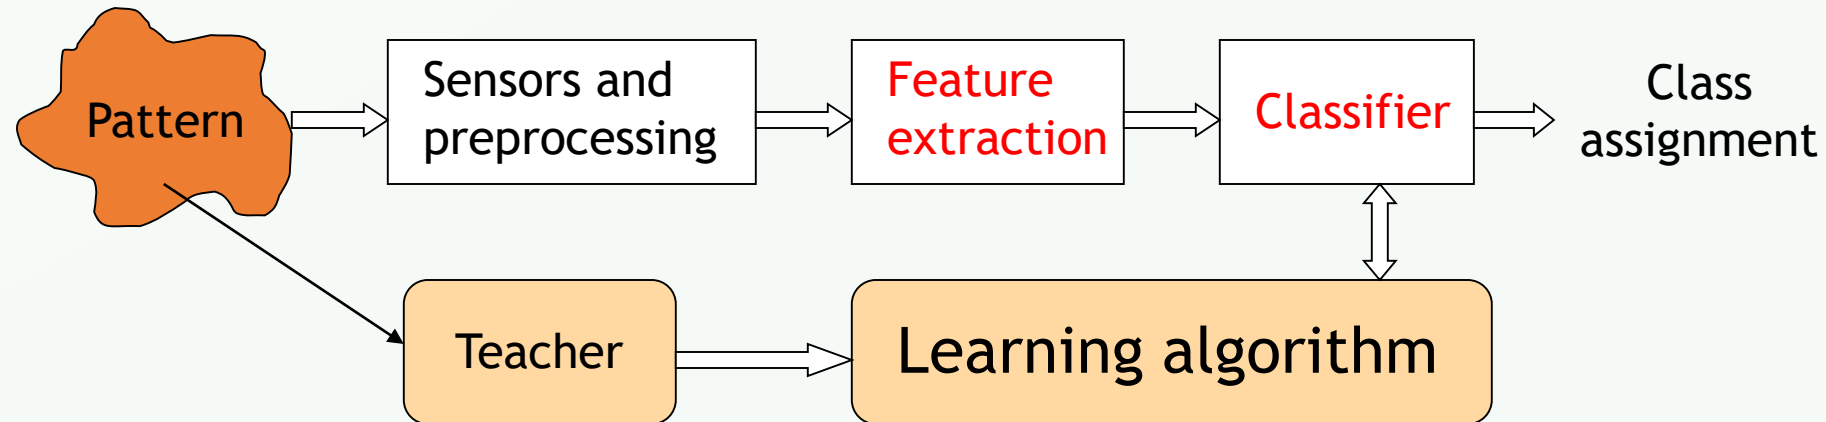 Pattern
Sensors and
preprocessing
Feature
extraction
Classifier
Class
assignment
Teacher
Learning algorithm